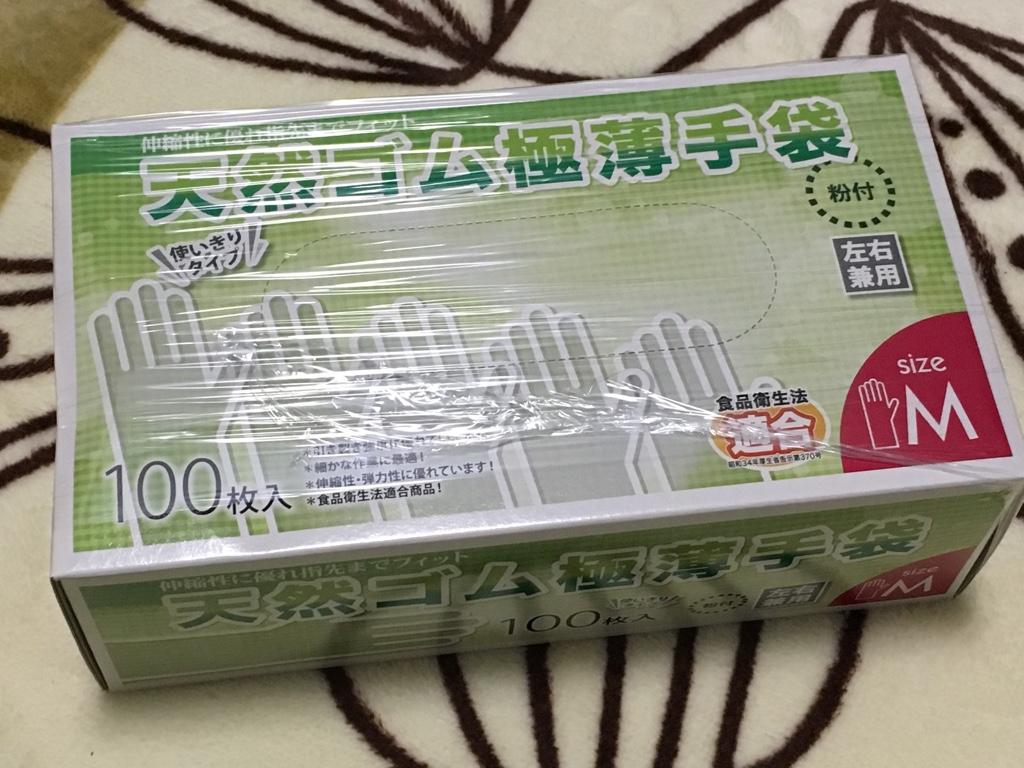 伸縮性に優れ指先までフィット
天然ゴム極薄手袋
粉付
使いきり
タイプ
左右
兼用
size
M
食品衛生法
適合
昭和34年厚生省告示第370号
*細かな作業に最適!
*伸縮性・弾力性に優れています!
*食品衛生法適合商品!
100枚入
伸縮性に優れ指先までフィット
天然ゴム極薄手袋
100枚入
粉付
左右
兼用
size
M